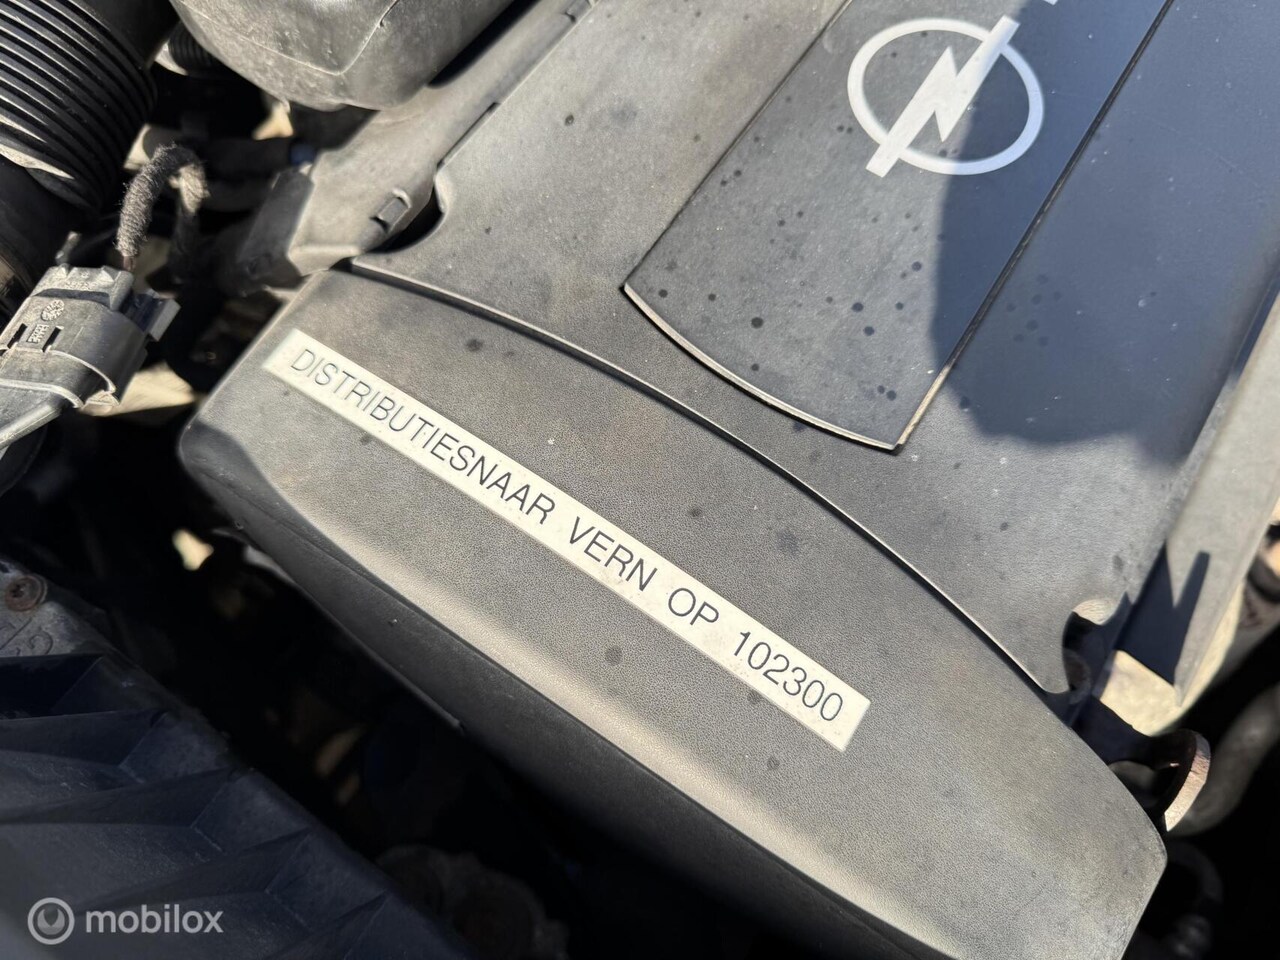 DISTRIBUTIESNAAR VERN OP 102300
mobilox